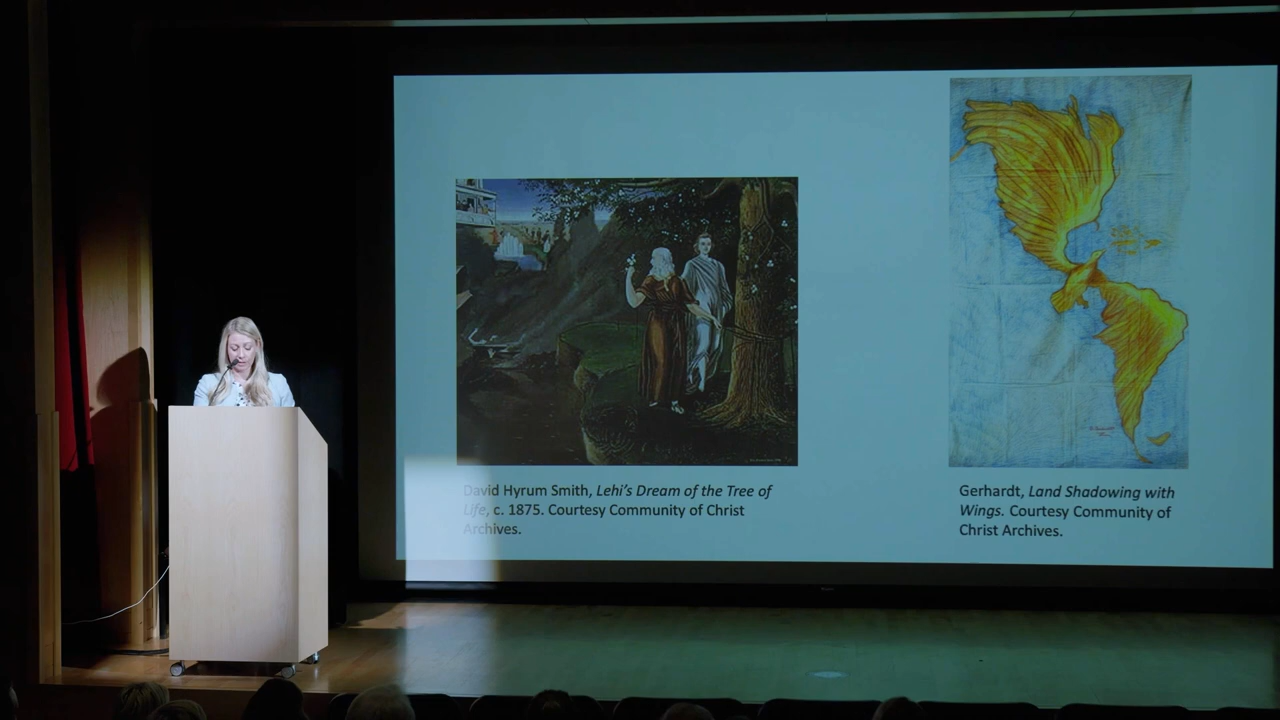 David Hyrum Smith, Lehi's Dream of the Tree of
Life, c. 1875. Courtesy Community of Christ
Archives.
Gerhardt, Land Shadowing with
Wings. Courtesy Community of
Christ Archives.